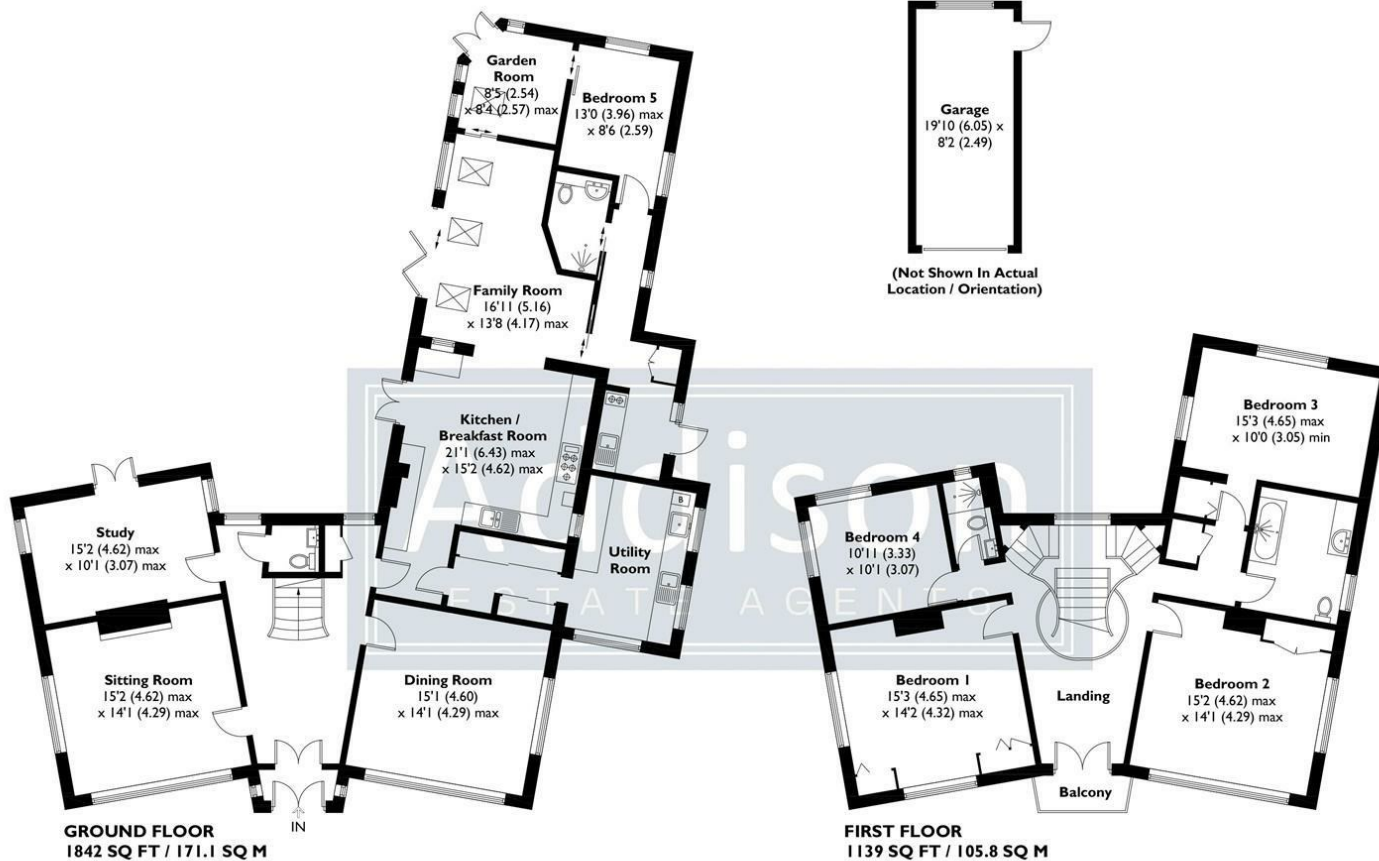 Garden
Room
8'5 (2.54)
x 8'4 (2.57) max
Bedroom 5
13'0 (3.96) max
x 8'6 (2.59)
Garage
19'10 (6.05) x
8'2 (2.49)
(Not Shown In Actual
Location / Orientation)
Family Room
16'11 (5.16)
x 13'8 (4.17) max
Kitchen /
Breakfast Room
21'1 (6.43) max
x 15'2 (4.62) max
Utility
Room
B
Study
15'2 (4.62) max
x 10'1 (3.07) max
Sitting Room
15'2 (4.62) max
x 14'1 (4.29) max
Dining Room
15'1 (4.60)
x 14'1 (4.29) max
IN
GROUND FLOOR
1842 SQ FT / 171.1 SQ M
Bedroom 3
15'3 (4.65) max
x 10'0 (3.05) min
Bedroom 4
10'11 (3.33)
x 10'1 (3.07)
Bedroom 1
15'3 (4.65) max
x 14'2 (4.32) max
Landing
Bedroom 2
15'2 (4.62) max
x 14'1 (4.29) max
Balcony
FIRST FLOOR
1139 SQ FT / 105.8 SQ M
Addison
ESTATE AGENTS